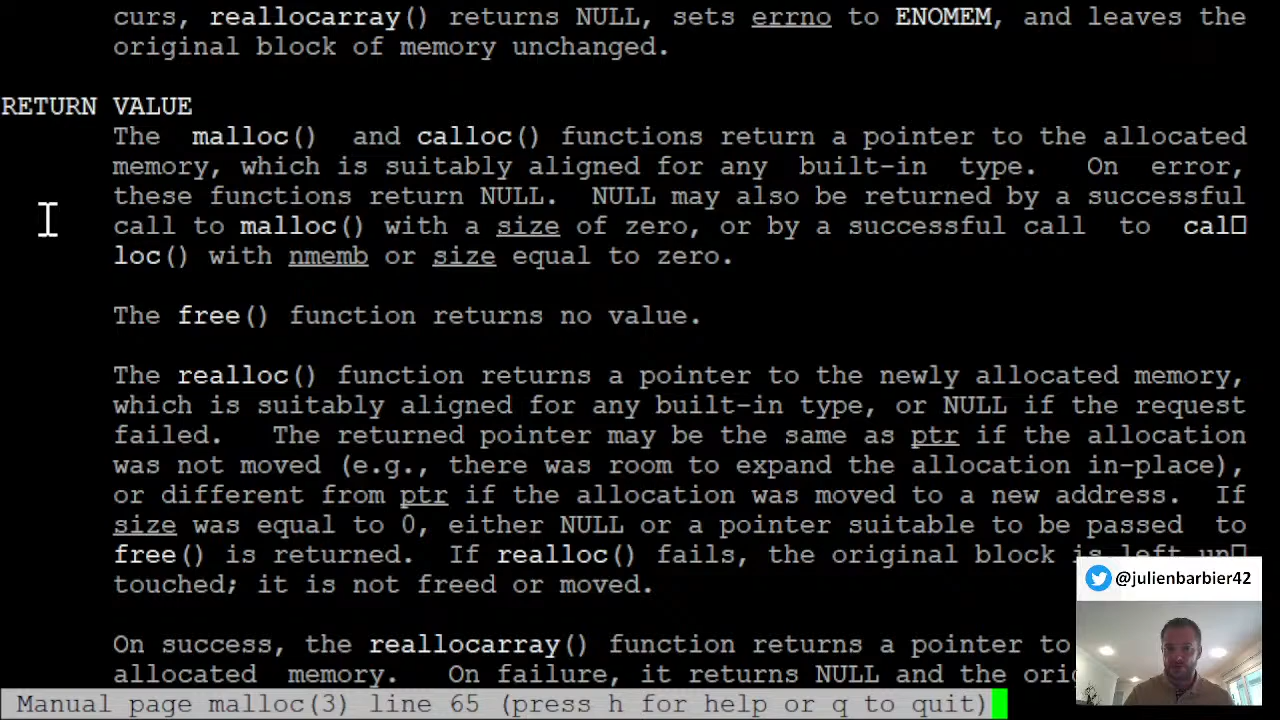 curs, reallocarray() returns NULL, sets errno to ENOMEM, and leaves the
original block of memory unchanged.
RETURN VALUE
The malloc() and calloc() functions return a pointer to the allocated
memory, which is suitably aligned for any built-in type. On error,
these functions return NULL. NULL may also be returned by a successful
call to malloc() with a size of zero, or by a successful call to cal□
loc() with nmemb or size equal to zero.
The free() function returns no value.
The realloc() function returns a pointer to the newly allocated memory,
which is suitably aligned for any built-in type, or NULL if the request
failed. The returned pointer may be the same as ptr if the allocation
was not moved (e.g., there was room to expand the allocation in-place),
or different from ptr if the allocation was moved to a new address. If
size was equal to 0, either NULL or a pointer suitable to be passed to
free() is returned. If realloc() fails, the original block is left un□
touched; it is not freed or moved.
On success, the reallocarray() function returns a pointer to
allocated memory. On failure, it returns NULL and the
Manual page malloc(3) line 65 (press h for help or q to quit)
@julienbarbier42